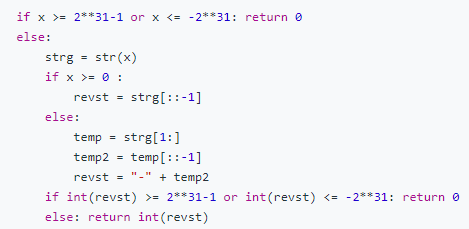 if x >= 2**31-1 or x <= -2**31: return 0
else:
    strg = str(x)
    if x >= 0 :
        revst = strg[::-1]
    else:
        temp = strg[1:]
        temp2 = temp[::-1]
        revst = "-" + temp2
    if int(revst) >= 2**31-1 or int(revst) <= -2**31: return 0
    else: return int(revst)